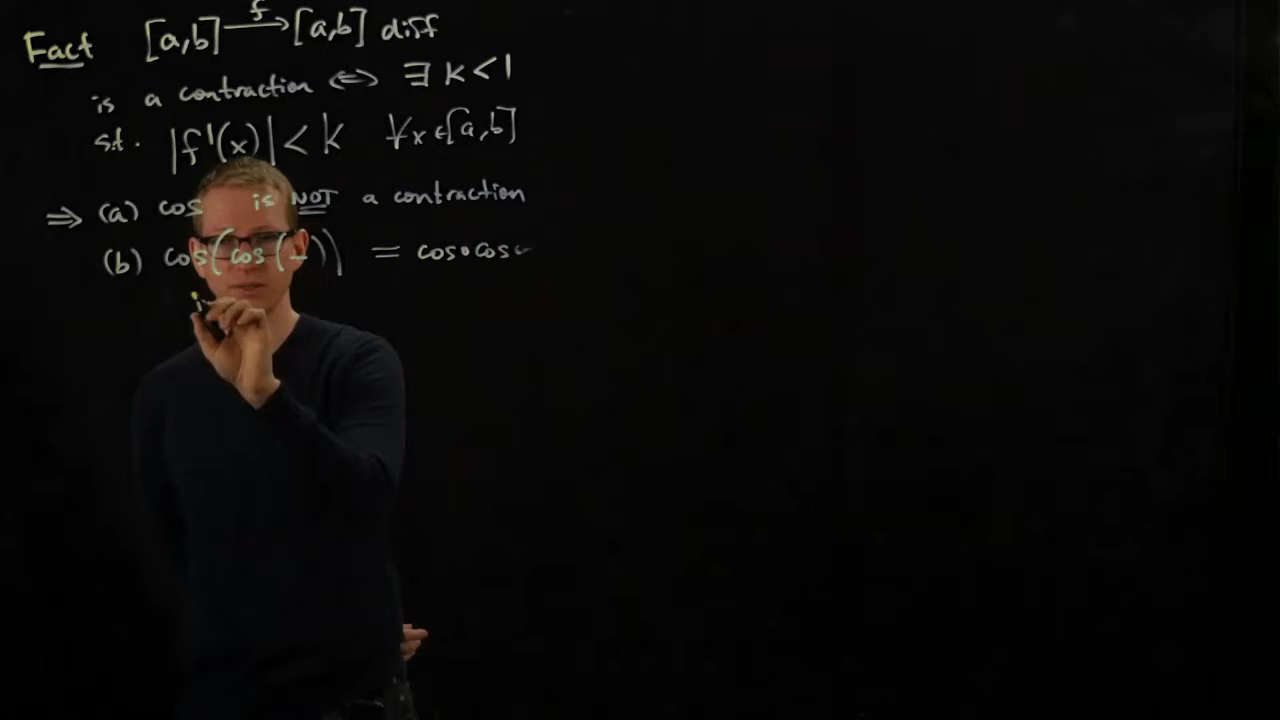 Fact [a,b] —f→ [a,b] diff
is a contraction ⇔ ∃ k < 1
s.t. |f'(x)| < k ∀x ∈ [a,b]
⇒ (a) cos is NOT a contraction
(b) cos(cos(_)) = cos∘cos
i